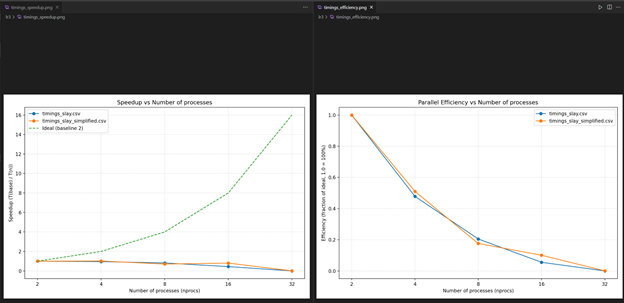 timings_speedup.png ×
b3 > timings_speedup.png
Speedup vs Number of processes
timings_slay.csv
timings_slay_simplified.csv
Ideal (baseline 2)
16
14
12
10
8
6
4
2
0
Speedup (T(base) / T(n))
2 4 8 16 32
Number of processes (nprocs)
timings_efficiency.png ×
b3 > timings_efficiency.png
Parallel Efficiency vs Number of processes
timings_slay.csv
timings_slay_simplified.csv
1.0
0.8
0.6
0.4
0.2
0.0
Efficiency (fraction of ideal, 1.0 = 100%)
2 4 8 16 32
Number of processes (nprocs)